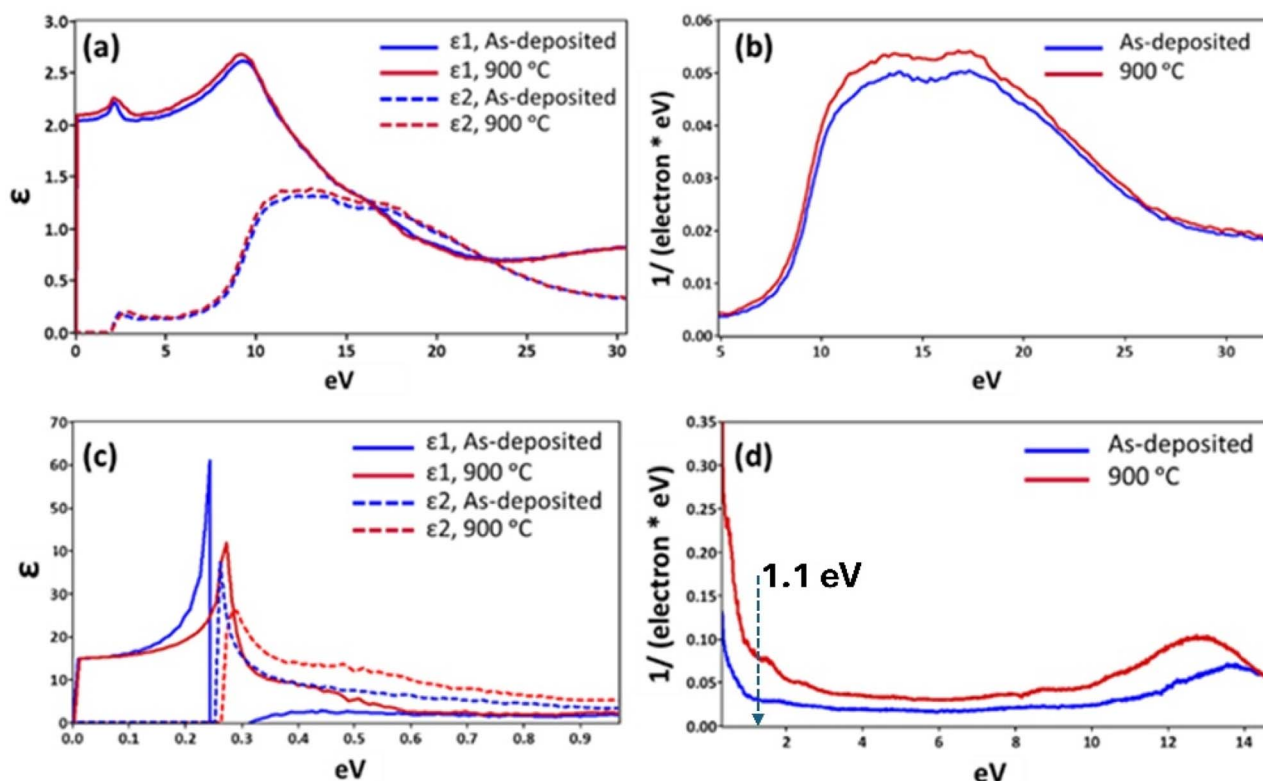 (a)
ε1, As-deposited
ε1, 900 °C
ε2, As-deposited
ε2, 900 °C
3.0
2.5
2.0
1.5
1.0
0.5
0.0
ε
0 5 10 15 20 25 30
eV
(b)
As-deposited
900 °C
0.06
0.05
0.04
0.03
0.02
0.01
0.00
1/ (electron * eV)
5 10 15 20 25 30
eV
(c)
ε1, As-deposited
ε1, 900 °C
ε2, As-deposited
ε2, 900 °C
70
60
50
40
30
20
10
0
ε
0.0 0.1 0.2 0.3 0.4 0.5 0.6 0.7 0.8 0.9
eV
(d)
As-deposited
900 °C
1.1 eV
0.35
0.30
0.25
0.20
0.15
0.10
0.05
0.00
1/ (electron * eV)
2 4 6 8 10 12 14
eV